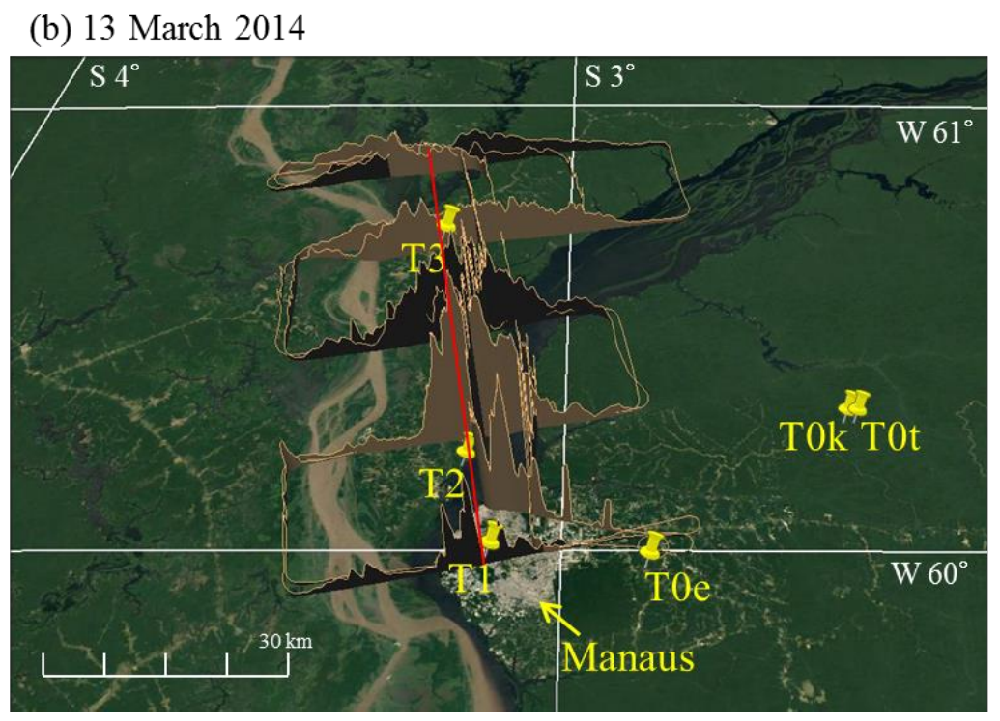 (b) 13 March 2014
S 4°
S 3°
W 61°
T3
T0k T0t
T2
T1
W 60°
T0e
30 km
Manaus